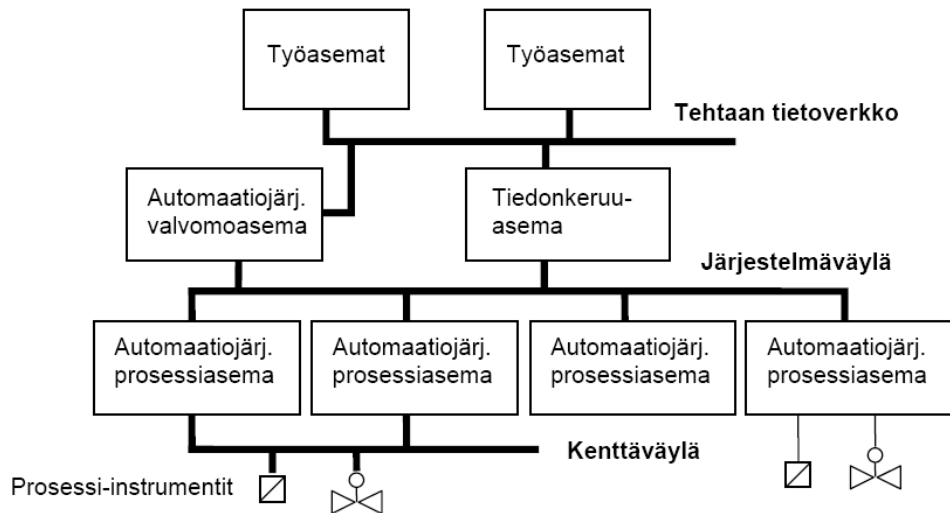 Työasemat
Työasemat
Tehtaan tietoverkko
Automaatiojärj.
valvomoasema
Tiedonkeruu-
asema
Järjestelmäväylä
Automaatiojärj.
prosessiasema
Automaatiojärj.
prosessiasema
Automaatiojärj.
prosessiasema
Automaatiojärj.
prosessiasema
Kenttäväylä
Prosessi-instrumentit